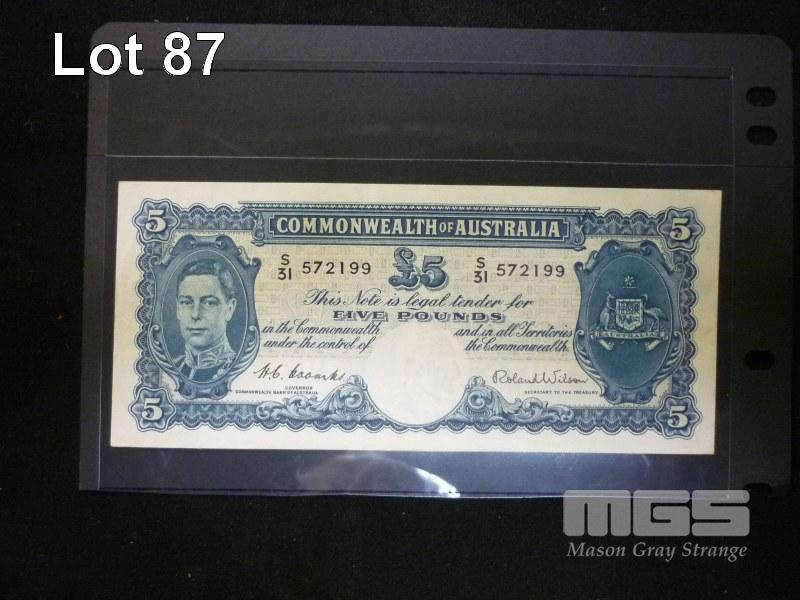 Lot 87
5
5
COMMONWEALTH OF AUSTRALIA
S/31 572199
£5
S/31 572199
This Note is legal tender for
FIVE POUNDS
in the Commonwealth and in all Territories
under the control of the Commonwealth.
AUSTRALIA
Roland Wilson
GOVERNOR
COMMONWEALTH BANK OF AUSTRALIA
SECRETARY TO THE TREASURY
5
5
MGS
Mason Gray Strange